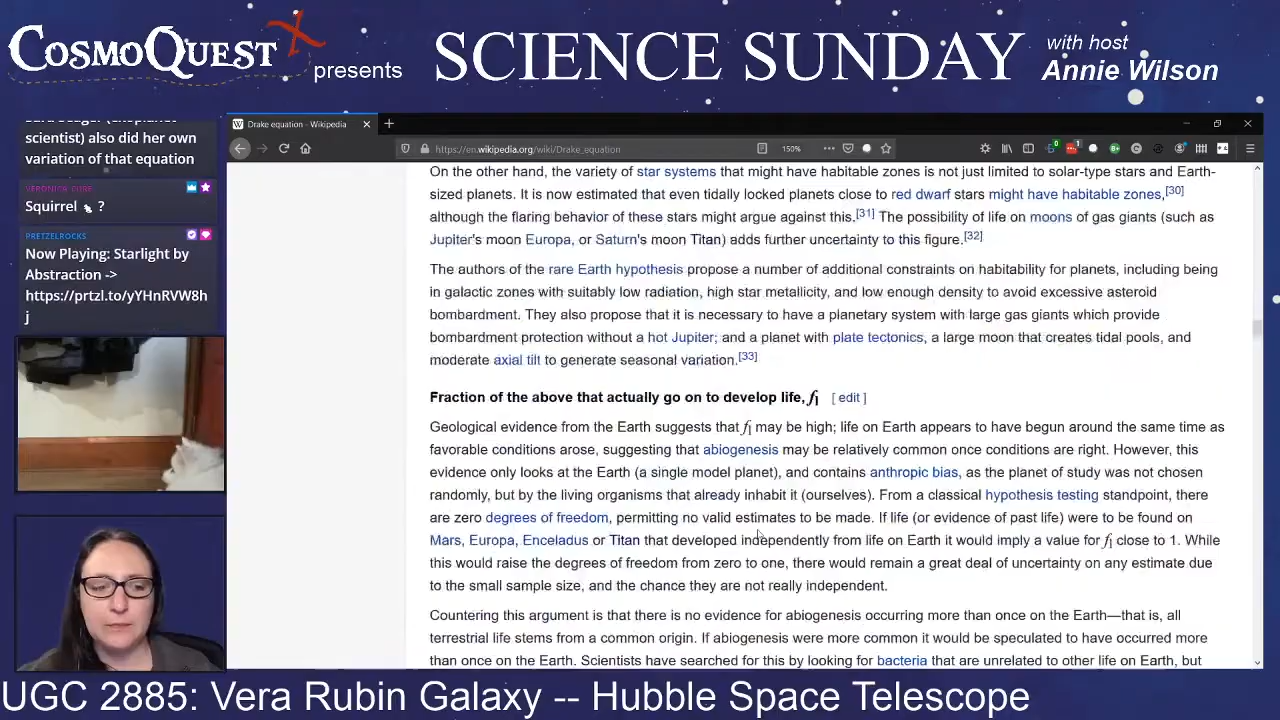 COSMOQUEST X
presents
SCIENCE SUNDAY
with host
Annie Wilson
scientist) also did her own
variation of that equation
Squirrel 🐿 ?
PRETZELROCKS
Now Playing: Starlight by
Abstraction ->
https://prtzl.to/yYHnRVW8h
j
W Drake equation - Wikipedia
https://en.wikipedia.org/wiki/Drake_equation
150%
On the other hand, the variety of star systems that might have habitable zones is not just limited to solar-type stars and Earth-
sized planets. It is now estimated that even tidally locked planets close to red dwarf stars might have habitable zones,[30]
although the flaring behavior of these stars might argue against this.[31] The possibility of life on moons of gas giants (such as
Jupiter's moon Europa, or Saturn's moon Titan) adds further uncertainty to this figure.[32]
The authors of the rare Earth hypothesis propose a number of additional constraints on habitability for planets, including being
in galactic zones with suitably low radiation, high star metallicity, and low enough density to avoid excessive asteroid
bombardment. They also propose that it is necessary to have a planetary system with large gas giants which provide
bombardment protection without a hot Jupiter; and a planet with plate tectonics, a large moon that creates tidal pools, and
moderate axial tilt to generate seasonal variation.[33]
Fraction of the above that actually go on to develop life, fl [ edit ]
Geological evidence from the Earth suggests that fl may be high; life on Earth appears to have begun around the same time as
favorable conditions arose, suggesting that abiogenesis may be relatively common once conditions are right. However, this
evidence only looks at the Earth (a single model planet), and contains anthropic bias, as the planet of study was not chosen
randomly, but by the living organisms that already inhabit it (ourselves). From a classical hypothesis testing standpoint, there
are zero degrees of freedom, permitting no valid estimates to be made. If life (or evidence of past life) were to be found on
Mars, Europa, Enceladus or Titan that developed independently from life on Earth it would imply a value for fl close to 1. While
this would raise the degrees of freedom from zero to one, there would remain a great deal of uncertainty on any estimate due
to the small sample size, and the chance they are not really independent.
Countering this argument is that there is no evidence for abiogenesis occurring more than once on the Earth—that is, all
terrestrial life stems from a common origin. If abiogenesis were more common it would be speculated to have occurred more
than once on the Earth. Scientists have searched for this by looking for bacteria that are unrelated to other life on Earth, but
UGC 2885: Vera Rubin Galaxy -- Hubble Space Telescope